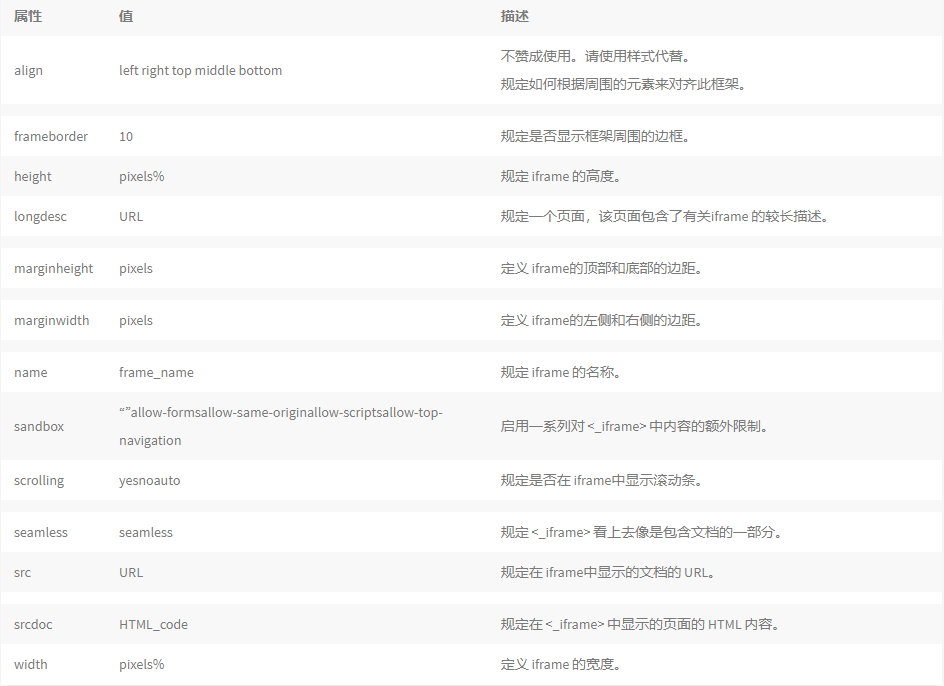 属性 值 描述
不赞成使用。请使用样式代替。
align left right top middle bottom
规定如何根据周围的元素来对齐此框架。
frameborder 10 规定是否显示框架周围的边框。
height pixels% 规定 iframe 的高度。
longdesc URL 规定一个页面，该页面包含了有关iframe 的较长描述。
marginheight pixels 定义 iframe的顶部和底部的边距。
marginwidth pixels 定义 iframe的左侧和右侧的边距。
name frame_name 规定 iframe 的名称。
“”allow-formsallow-same-originallow-scriptsallow-top-
sandbox 启用一系列对 <_iframe> 中内容的额外限制。
navigation
scrolling yesnoauto 规定是否在 iframe中显示滚动条。
seamless seamless 规定 <_iframe> 看上去像是包含文档的一部分。
src URL 规定在 iframe中显示的文档的 URL。
srcdoc HTML_code 规定在 <_iframe> 中显示的页面的 HTML 内容。
width pixels% 定义 iframe 的宽度。